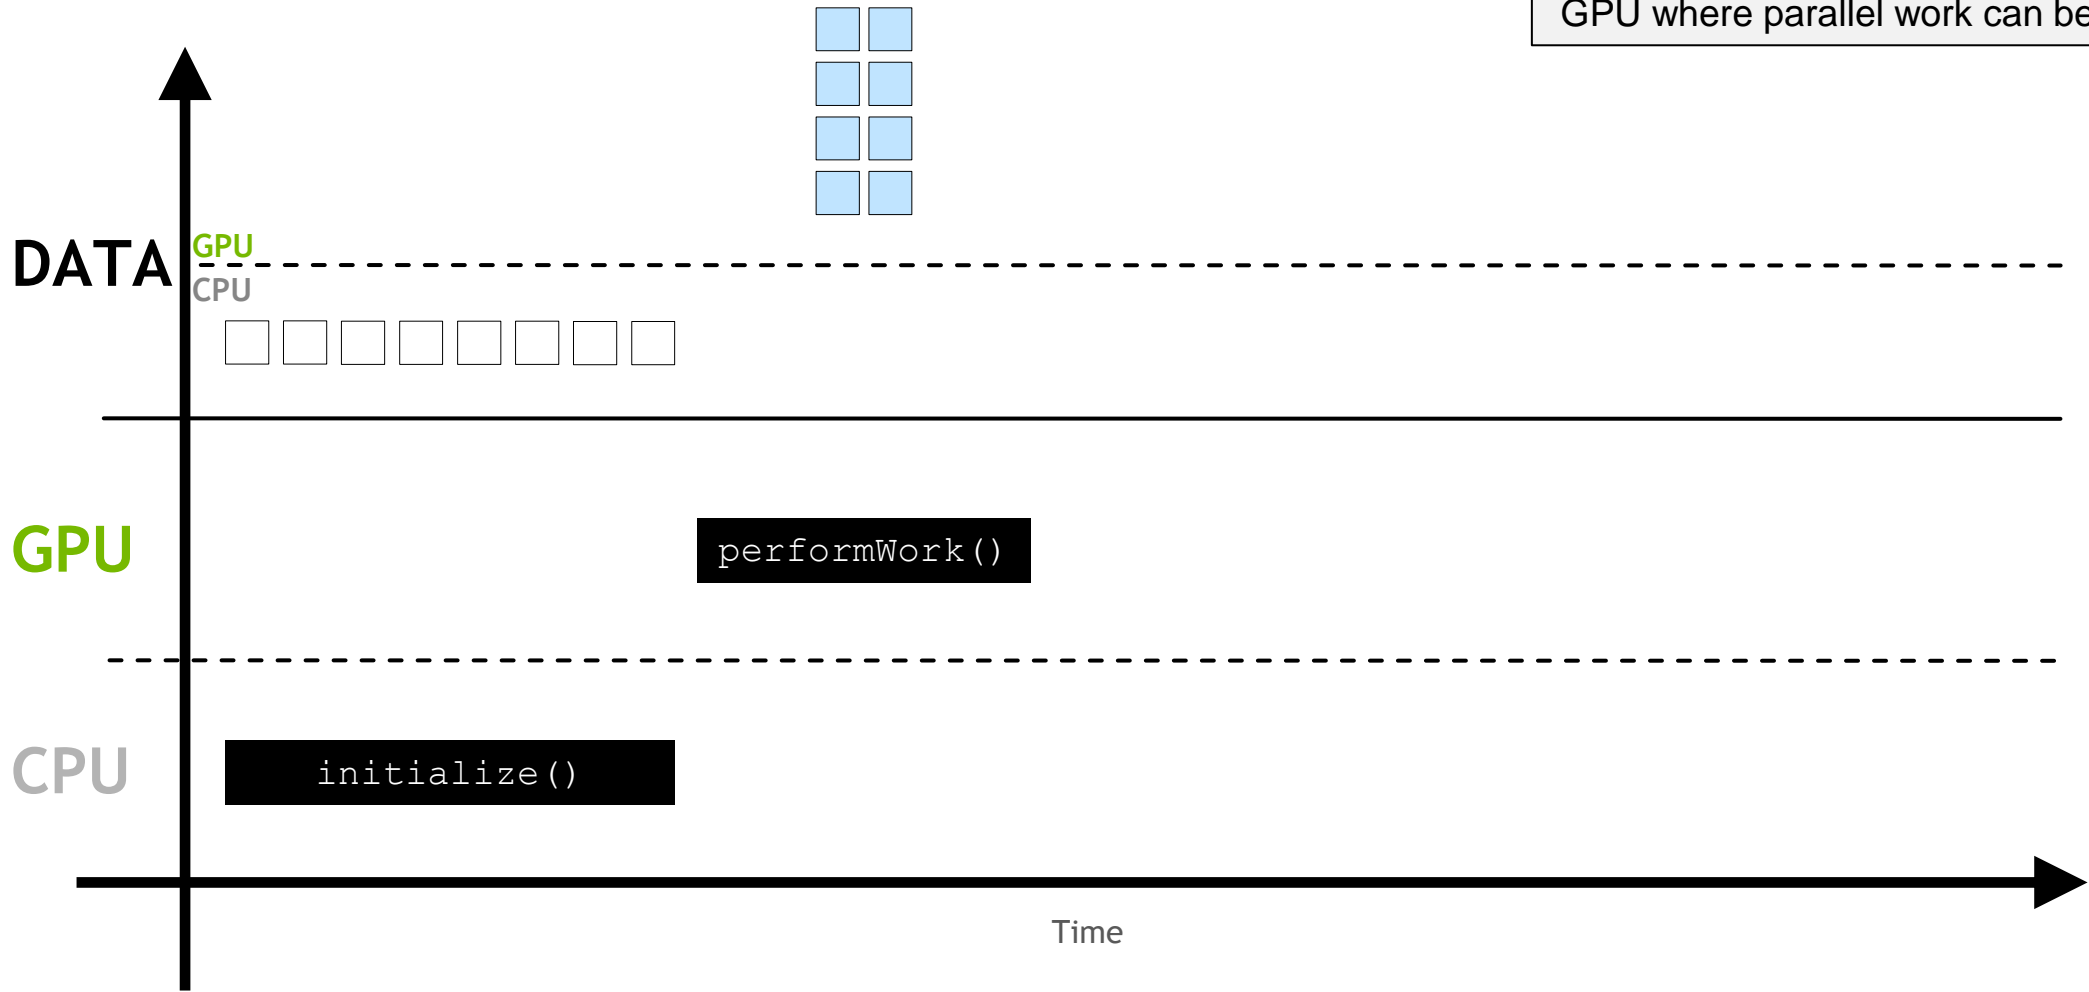 GPU where parallel work can be
DATA
GPU
CPU
GPU
performWork()
CPU
initialize()
Time